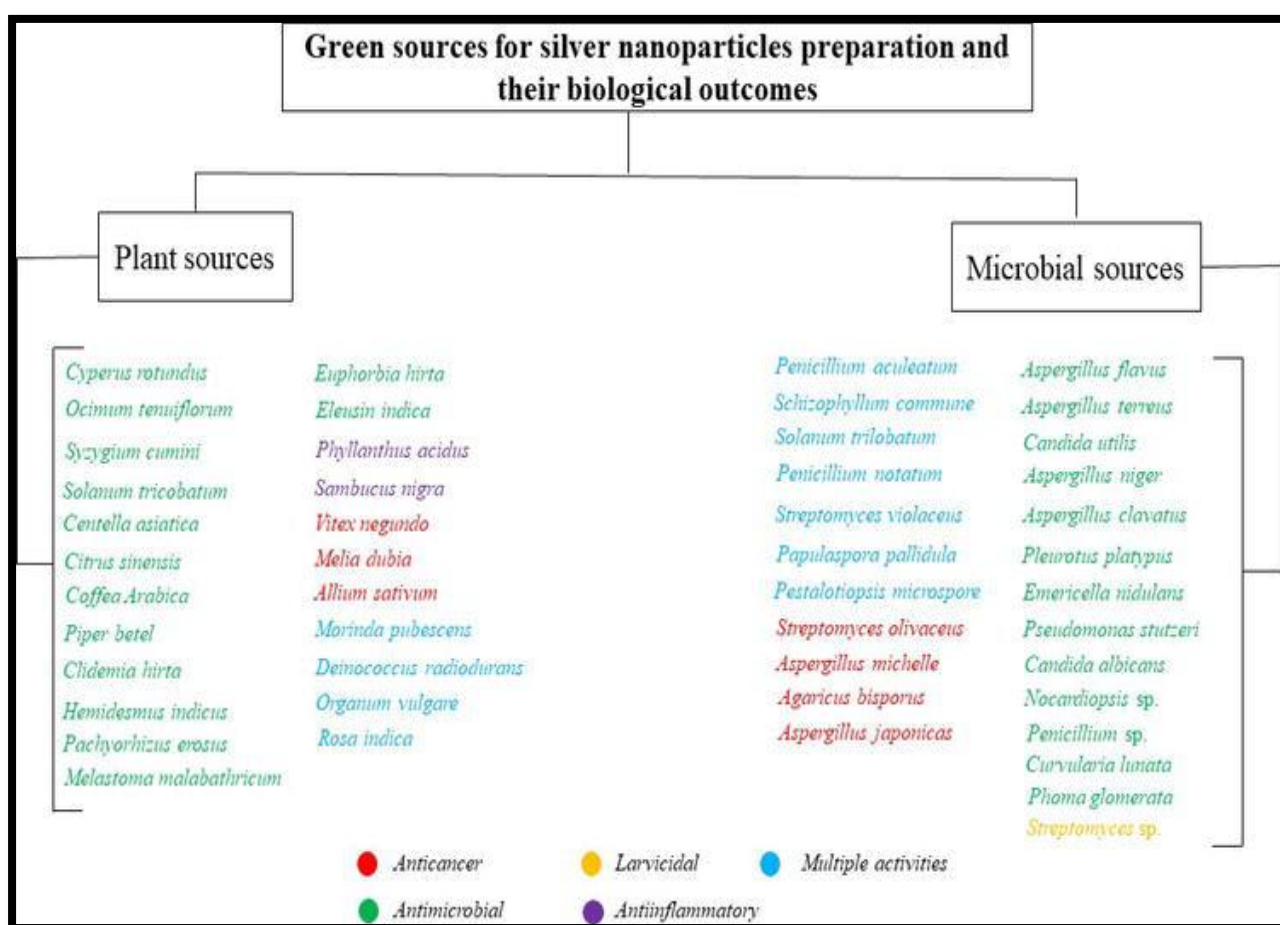 Green sources for silver nanoparticles preparation and
their biological outcomes
Plant sources
Microbial sources
Cyperus rotundus
Ocimum tenuiflorum
Syzygium cumini
Solanum tricobatum
Centella asiatica
Citrus sinensis
Coffea Arabica
Piper betel
Clidemia hirta
Hemidesmus indicus
Pachyorhizus erosus
Melastoma malabathricum
Euphorbia hirta
Eleusin indica
Phyllanthus acidus
Sambucus nigra
Vitex negundo
Melia dubia
Allium sativum
Morinda pubescens
Deinococcus radiodurans
Organum vulgare
Rosa indica
Penicillium aculeatum
Schizophyllum commune
Solanum trilobatum
Penicillium notatum
Streptomyces violaceus
Papulaspora pallidula
Pestalotiopsis microspore
Streptomyces olivaceus
Aspergillus michelle
Agaricus bisporus
Aspergillus japonicas
Aspergillus flavus
Aspergillus terreus
Candida utilis
Aspergillus niger
Aspergillus clavatus
Pleurotus platypus
Emericella nidulans
Pseudomonas stutzeri
Candida albicans
Nocardiopsis sp.
Penicillium sp.
Curvularia lunata
Phoma glomerata
Streptomyces sp.
Anticancer
Larvicidal
Multiple activities
Antimicrobial
Antiinflammatory